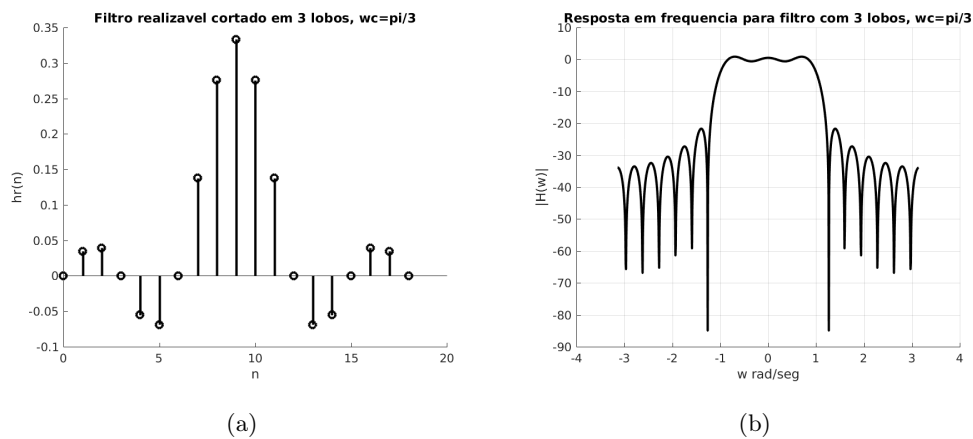 Filtro realizavel cortado em 3 lobos, wc=pi/3
0.35
0.3
0.25
0.2
0.15
0.1
0.05
0
-0.05
-0.1
hr(n)
0 5 10 15 20
n
(a)
Resposta em frequencia para filtro com 3 lobos, wc=pi/3
10
0
-10
-20
-30
-40
-50
-60
-70
-80
-90
|H(w)|
-4 -3 -2 -1 0 1 2 3 4
w rad/seg
(b)